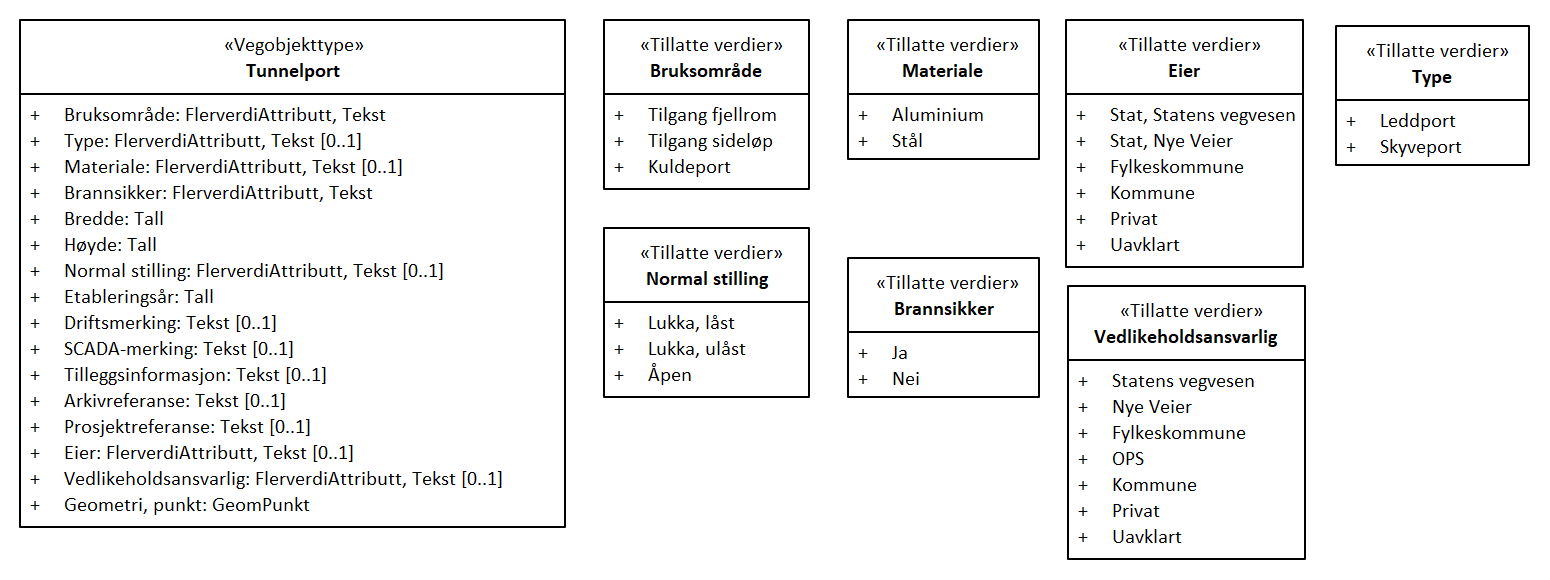 «Vegobjekttype»
Tunnelport
+ Bruksområde: FlerverdiAttributt, Tekst
+ Type: FlerverdiAttributt, Tekst [0..1]
+ Materiale: FlerverdiAttributt, Tekst [0..1]
+ Brannsikker: FlerverdiAttributt, Tekst
+ Bredde: Tall
+ Høyde: Tall
+ Normal stilling: FlerverdiAttributt, Tekst [0..1]
+ Etableringsår: Tall
+ Driftsmerking: Tekst [0..1]
+ SCADA-merking: Tekst [0..1]
+ Tilleggsinformasjon: Tekst [0..1]
+ Arkivreferanse: Tekst [0..1]
+ Prosjektreferanse: Tekst [0..1]
+ Eier: FlerverdiAttributt, Tekst [0..1]
+ Vedlikeholdsansvarlig: FlerverdiAttributt, Tekst [0..1]
+ Geometri, punkt: GeomPunkt
«Tillatte verdier»
Bruksområde
+ Tilgang fjellrom
+ Tilgang sideløp
+ Kuldeport
«Tillatte verdier»
Materiale
+ Aluminium
+ Stål
«Tillatte verdier»
Eier
+ Stat, Statens vegvesen
+ Stat, Nye Veier
+ Fylkeskommune
+ Kommune
+ Privat
+ Uavklart
«Tillatte verdier»
Type
+ Leddport
+ Skyveport
«Tillatte verdier»
Normal stilling
+ Lukka, låst
+ Lukka, ulåst
+ Åpen
«Tillatte verdier»
Brannsikker
+ Ja
+ Nei
«Tillatte verdier»
Vedlikeholdsansvarlig
+ Statens vegvesen
+ Nye Veier
+ Fylkeskommune
+ OPS
+ Kommune
+ Privat
+ Uavklart